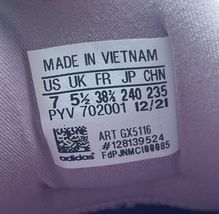 MADE IN VIETNAM
US UK FR JP CHN
7 5½ 38⅔ 240 235
PYV 702001 12/21
ART GX5116
#128139524
adidas FdPJNMC100085